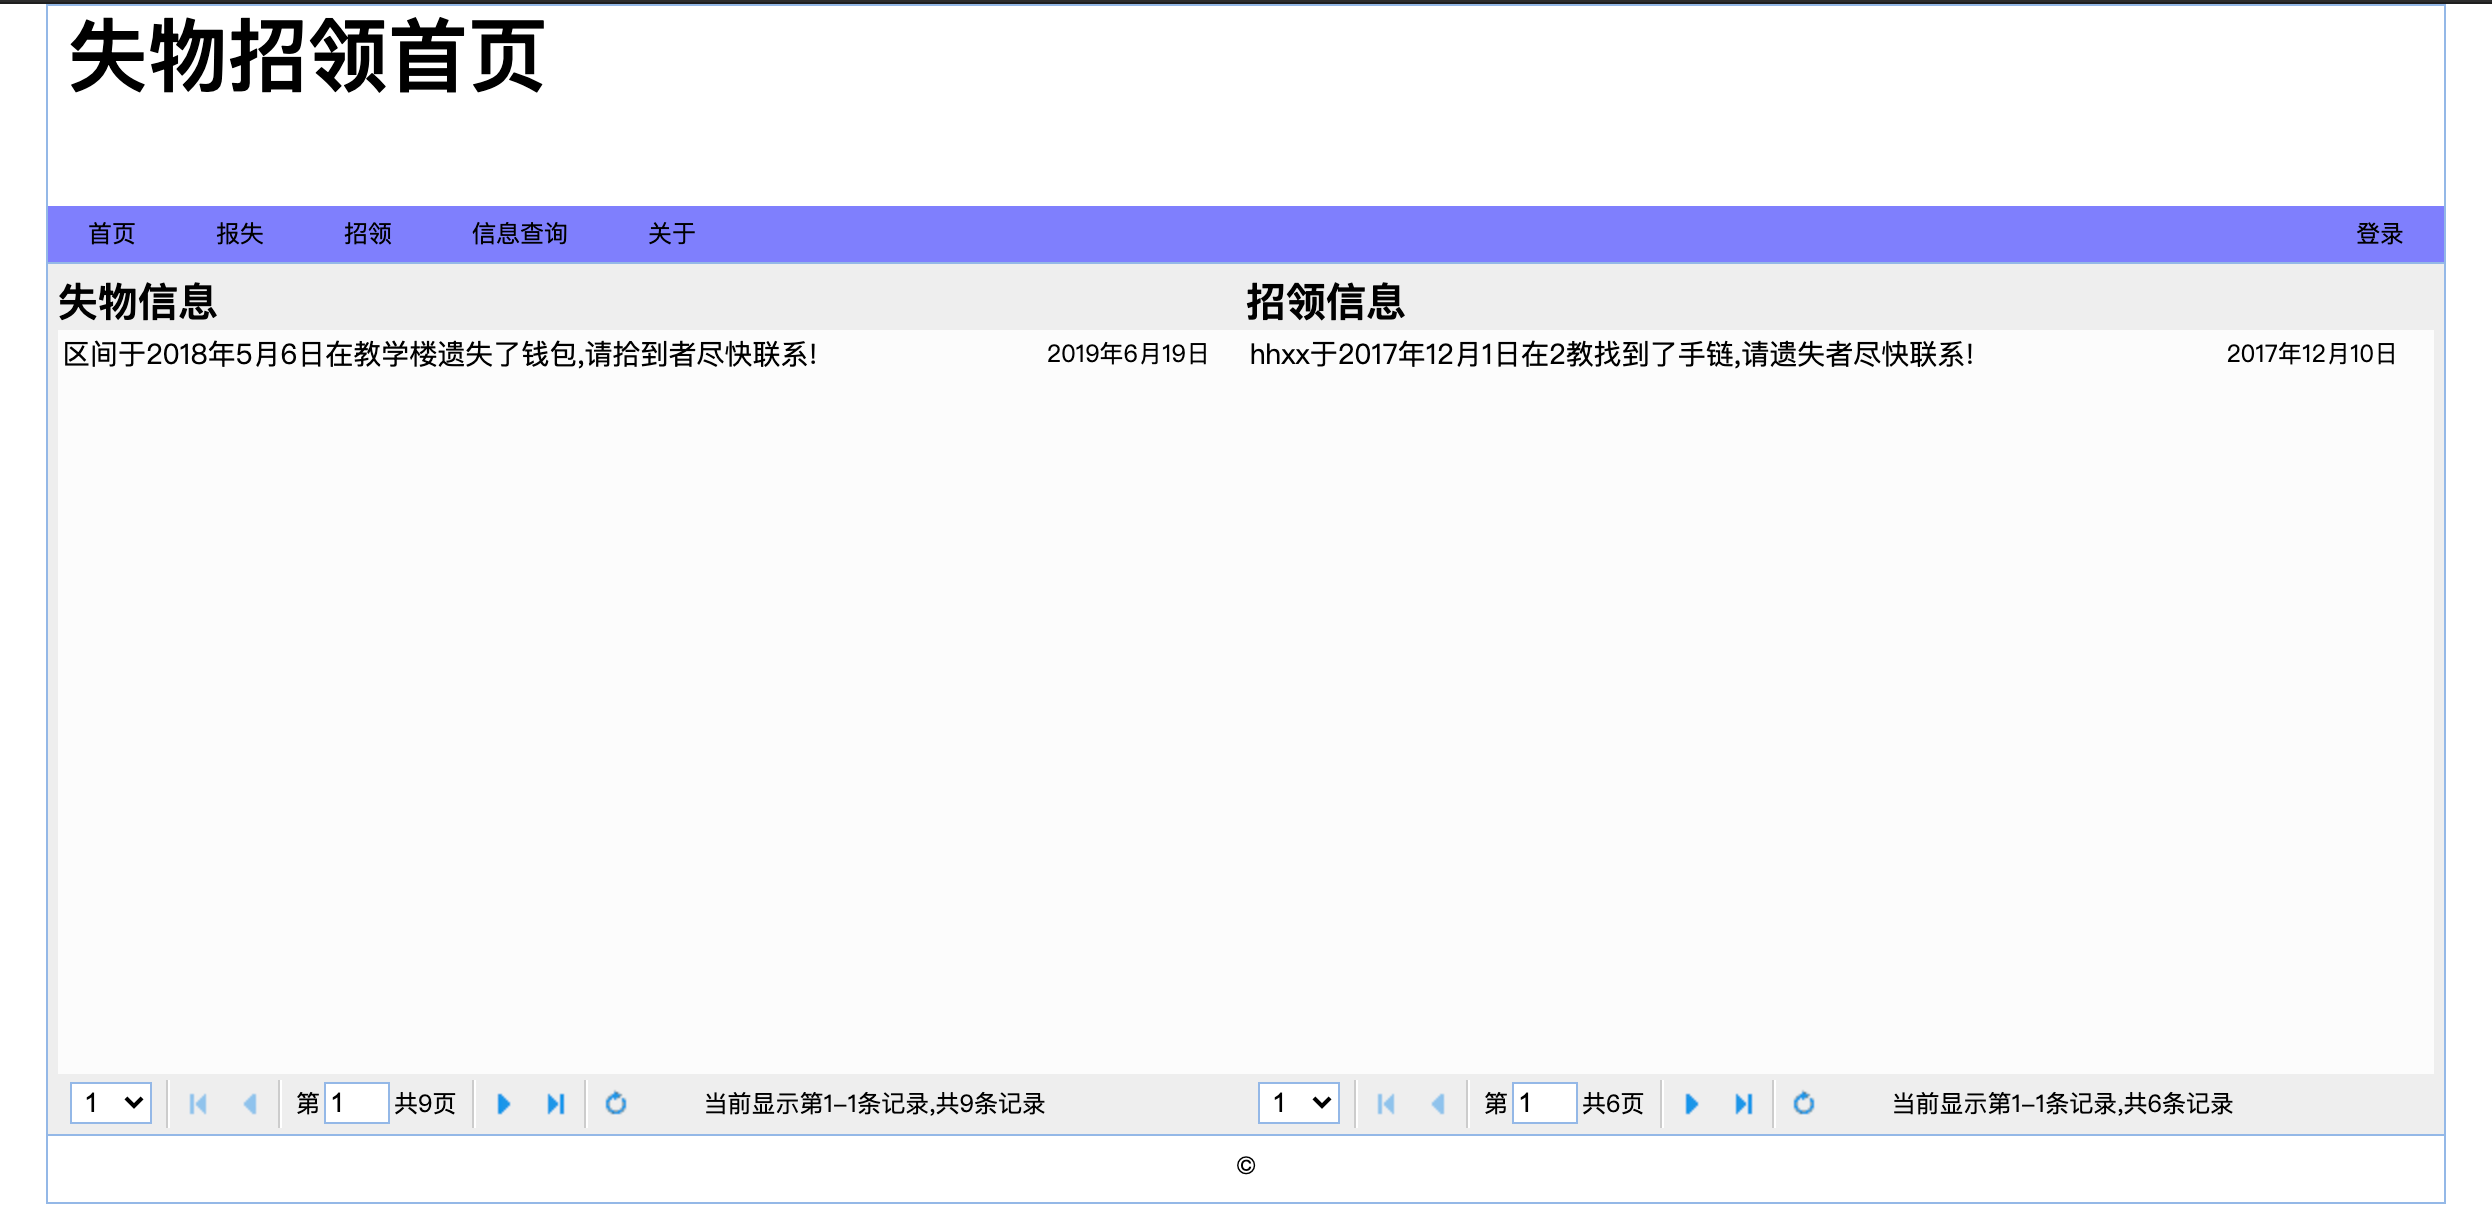 失物招领首页
首页 报失 招领 信息查询 关于 登录
失物信息
区间于2018年5月6日在教学楼遗失了钱包,请拾到者尽快联系! 2019年6月19日
1 第 1 共9页 当前显示第1-1条记录,共9条记录
招领信息
hhxx于2017年12月1日在2教找到了手链,请遗失者尽快联系! 2017年12月10日
1 第 1 共6页 当前显示第1-1条记录,共6条记录
©